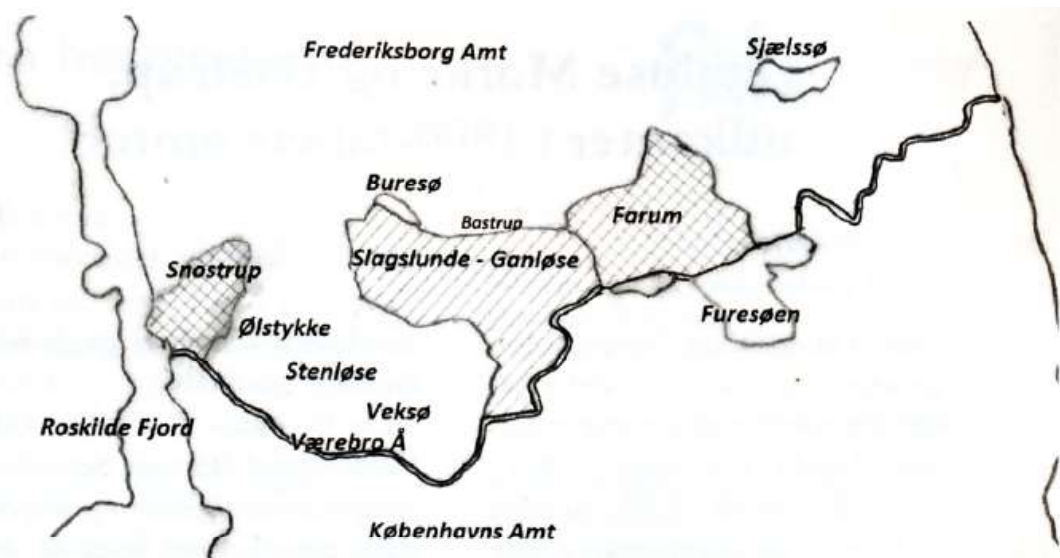 Frederiksborg Amt
Sjælssø
Buresø
Bastrup
Farum
Snostrup
Slagslunde - Ganløse
Ølstykke
Furesøen
Stenløse
Veksø
Roskilde Fjord
Værebro Å
Københavns Amt